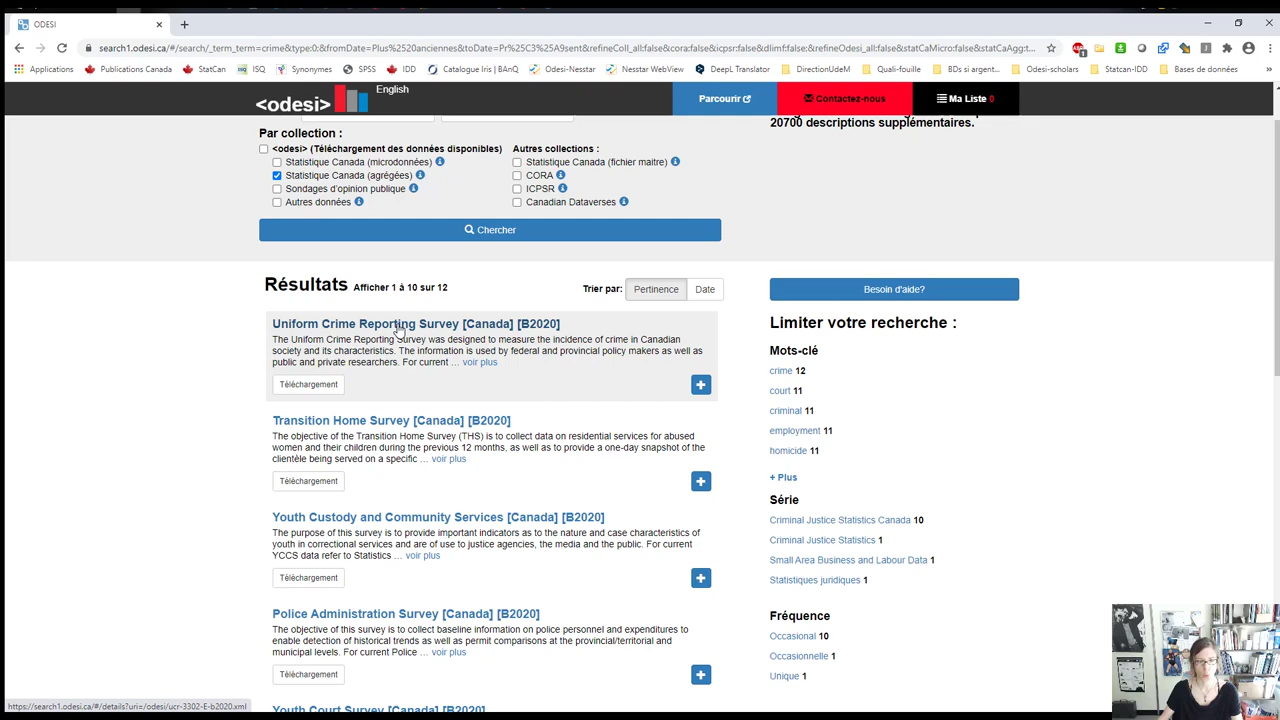 ODESI
search1.odesi.ca/#/search/_term_term=crime&type:0;&fromDate=Plus%2520anciennes&toDate=Pr%25C3%25A9sent&refineColl_all:false&cora:false&icpsr:false&dlimf:false;&refineOdesi_all:false&statCaMicro:false&statCaAgg:t...
Applications
Publications Canada
StatCan
ISQ
Synonymes
SPSS
IDD
Catalogue Iris | BAnQ
Odesi-Nesstar
Nesstar WebView
DeepL Translator
DirectionUdeM
Quali-fouille
BDs si argent...
Odesi-scholars
Statcan-IDD
Bases de données
<odesi>
English
Parcourir
Contactez-nous
Ma Liste 0
20700 descriptions supplémentaires.
Par collection :
<odesi> (Téléchargement des données disponibles)
Statistique Canada (microdonnées)
Statistique Canada (agrégées)
Sondages d'opinion publique
Autres données
Autres collections :
Statistique Canada (fichier maitre)
CORA
ICPSR
Canadian Dataverses
Chercher
Résultats Afficher 1 à 10 sur 12
Trier par: Pertinence Date
Uniform Crime Reporting Survey [Canada] [B2020]
The Uniform Crime Reporting Survey was designed to measure the incidence of crime in Canadian
society and its characteristics. The information is used by federal and provincial policy makers as well as
public and private researchers. For current ... voir plus
Téléchargement
Transition Home Survey [Canada] [B2020]
The objective of the Transition Home Survey (THS) is to collect data on residential services for abused
women and their children during the previous 12 months, as well as to provide a one-day snapshot of the
clientèle being served on a specific ... voir plus
Téléchargement
Youth Custody and Community Services [Canada] [B2020]
The purpose of this survey is to provide important indicators as to the nature and case characteristics of
youth in correctional services and are of use to justice agencies, the media and the public. For current
YCCS data refer to Statistics ... voir plus
Téléchargement
Police Administration Survey [Canada] [B2020]
The objective of this survey is to collect baseline information on police personnel and expenditures to
enable detection of historical trends as well as permit comparisons at the provincial/territorial and
municipal levels. For current Police ... voir plus
Téléchargement
Youth Court Survey [Canada] [B2020]
Besoin d'aide?
Limiter votre recherche :
Mots-clé
crime 12
court 11
criminal 11
employment 11
homicide 11
+ Plus
Série
Criminal Justice Statistics Canada 10
Criminal Justice Statistics 1
Small Area Business and Labour Data 1
Statistiques juridiques 1
Fréquence
Occasional 10
Occasionnelle 1
Unique 1
https://search1.odesi.ca/#/details?uri=/odesi/ucr-3302-E-b2020.xml